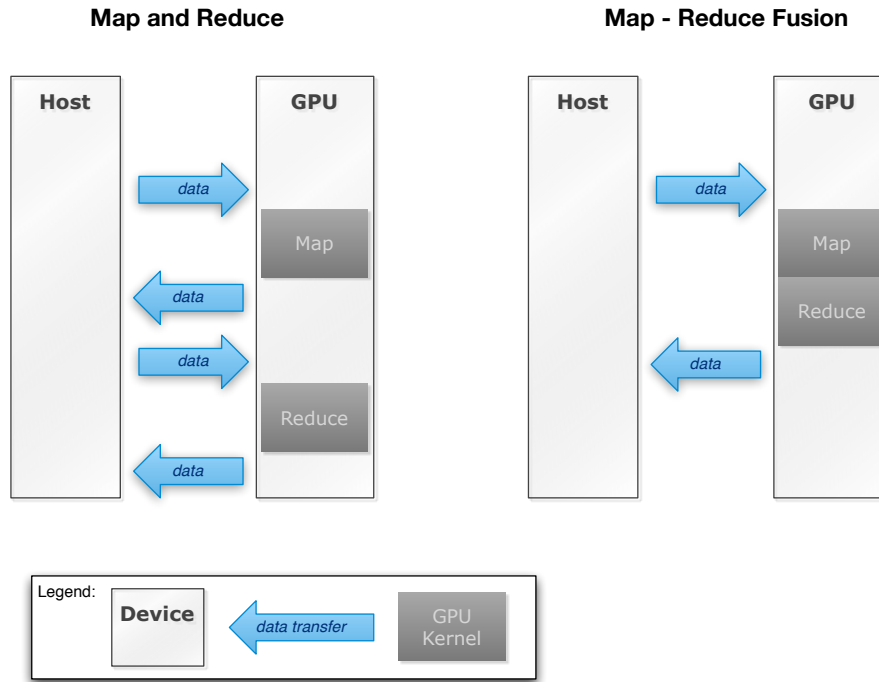 Map and Reduce
Host
GPU
data
Map
data
data
Reduce
data
Map - Reduce Fusion
Host
GPU
data
Map
Reduce
data
Legend:
Device
data transfer
GPU
Kernel